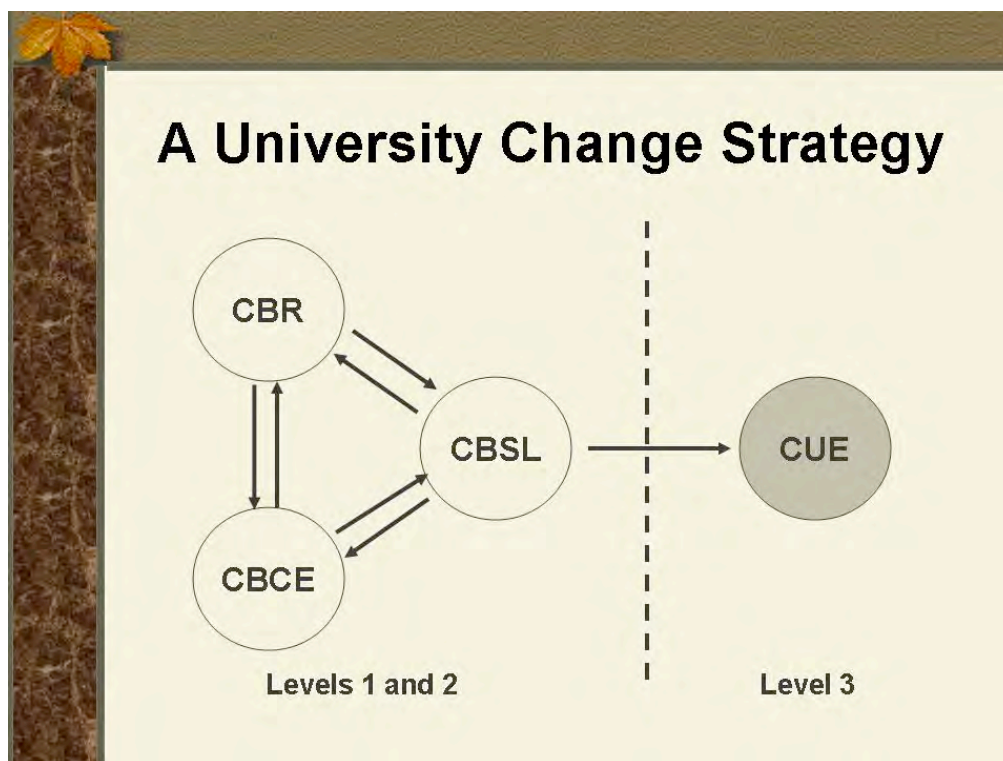 A University Change Strategy
CBR
CBSL
CUE
CBCE
Levels 1 and 2
Level 3